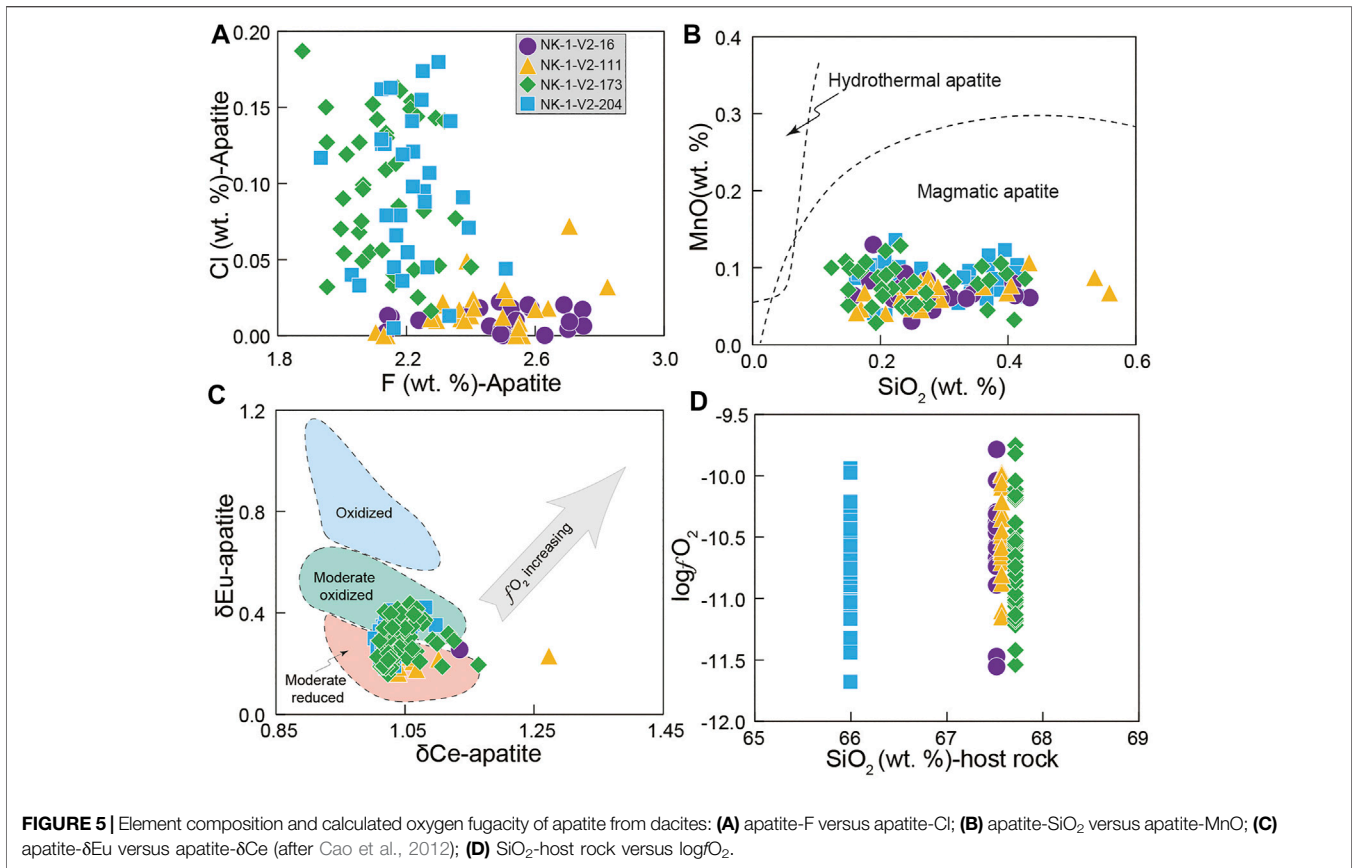 A
0.20
0.15
0.10
0.05
0.00
Cl (wt. %)-Apatite
1.8
2.2
2.6
3.0
F (wt. %)-Apatite
NK-1-V2-16
NK-1-V2-111
NK-1-V2-173
NK-1-V2-204
B
0.4
0.3
0.2
0.1
0.0
MnO(wt. %)
Hydrothermal apatite
Magmatic apatite
0.0
0.2
0.4
0.6
SiO2 (wt. %)
C
1.2
0.8
0.4
0.0
δEu-apatite
Oxidized
Moderate
oxidized
Moderate
reduced
fO2 increasing
0.85
1.05
1.25
1.45
δCe-apatite
D
-9.5
-10.0
-10.5
-11.0
-11.5
-12.0
logfO2
65
66
67
68
69
SiO2 (wt. %)-host rock
FIGURE 5 | Element composition and calculated oxygen fugacity of apatite from dacites: (A) apatite-F versus apatite-Cl; (B) apatite-SiO2 versus apatite-MnO; (C)
apatite-δEu versus apatite-δCe (after Cao et al., 2012); (D) SiO2-host rock versus logfO2.